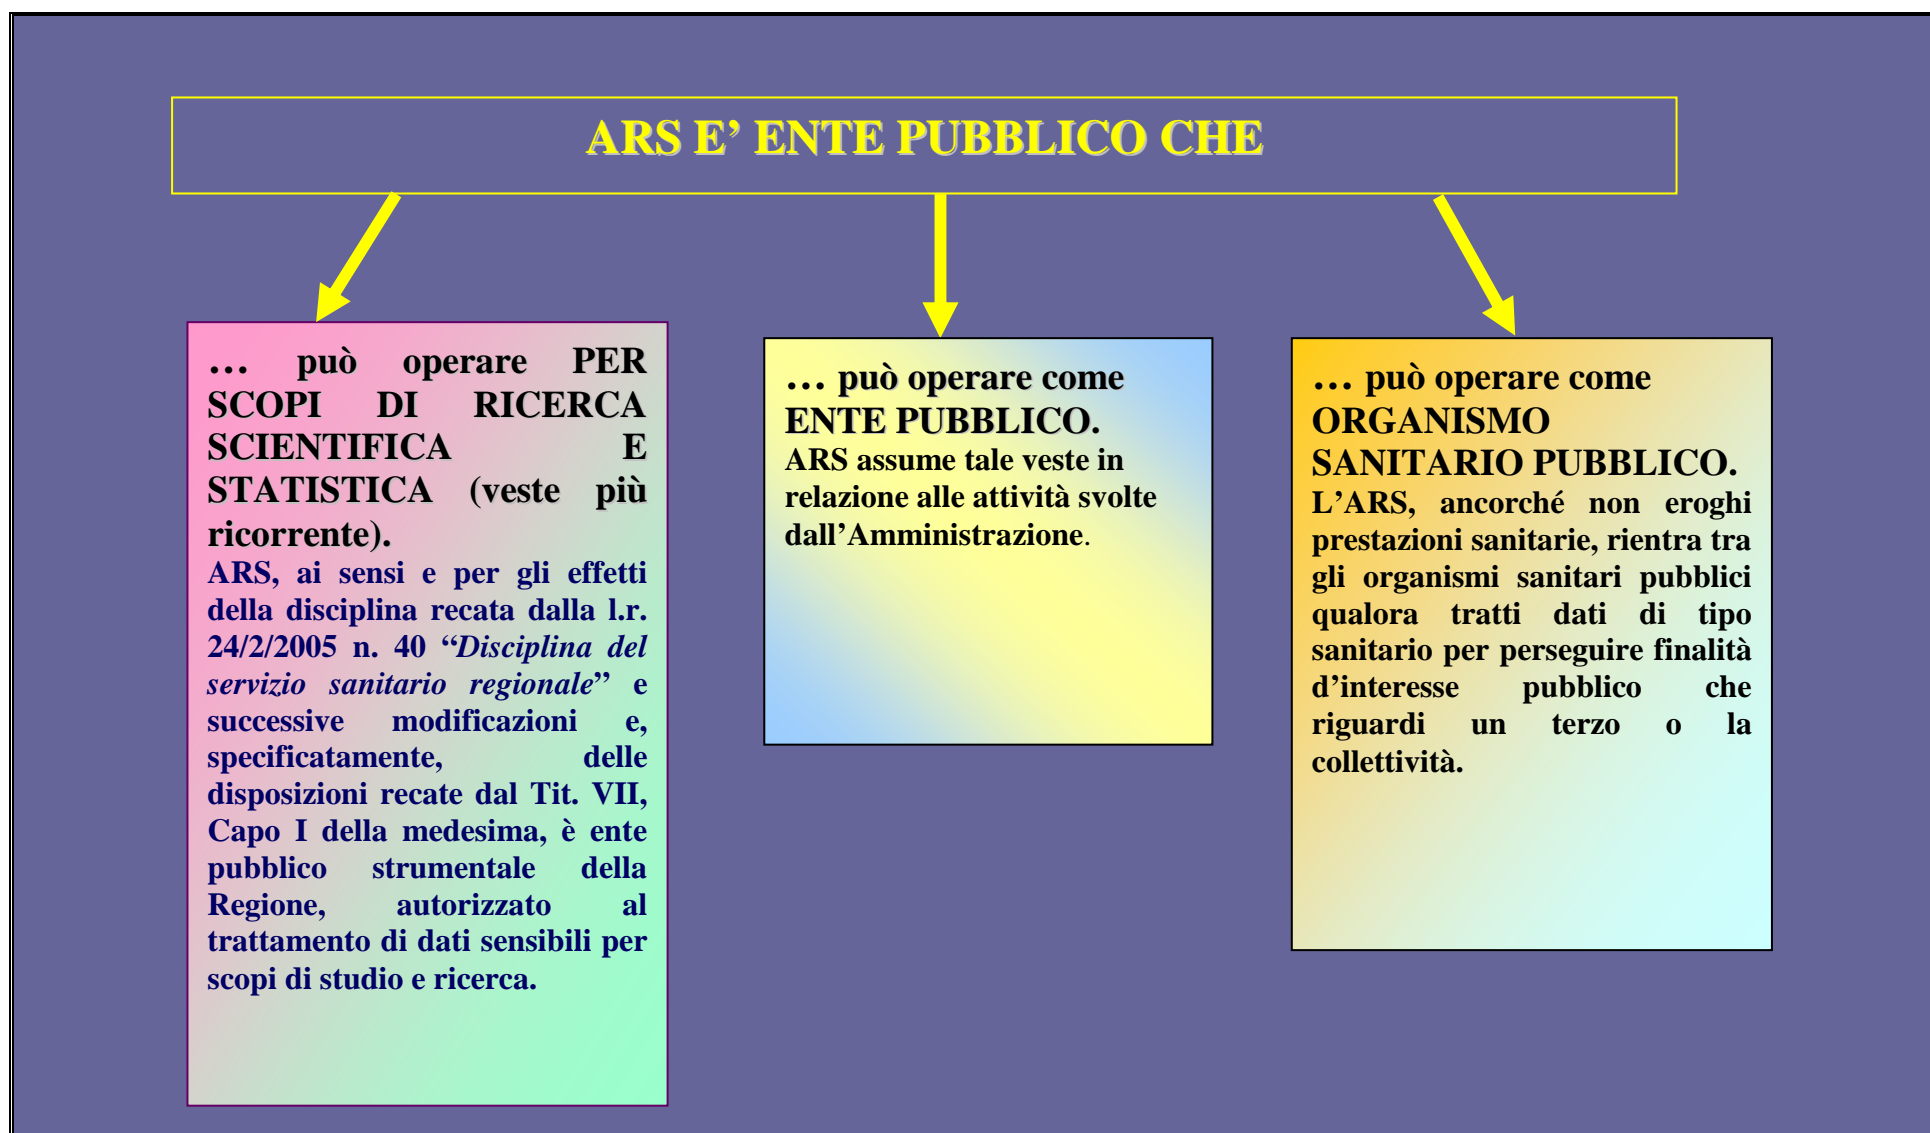 ARS E’ ENTE PUBBLICO CHE
… può operare PER
SCOPI DI RICERCA
SCIENTIFICA E
STATISTICA (veste più
ricorrente).
ARS, ai sensi e per gli effetti
della disciplina recata dalla l.r.
24/2/2005 n. 40 “Disciplina del
servizio sanitario regionale” e
successive modificazioni e,
specificatamente, delle
disposizioni recate dal Tit. VII,
Capo I della medesima, è ente
pubblico strumentale della
Regione, autorizzato al
trattamento di dati sensibili per
scopi di studio e ricerca.
… può operare come
ENTE PUBBLICO.
ARS assume tale veste in
relazione alle attività svolte
dall’Amministrazione.
… può operare come
ORGANISMO
SANITARIO PUBBLICO.
L’ARS, ancorché non eroghi
prestazioni sanitarie, rientra tra
gli organismi sanitari pubblici
qualora tratti dati di tipo
sanitario per perseguire finalità
d’interesse pubblico che
riguardi un terzo o la
collettività.